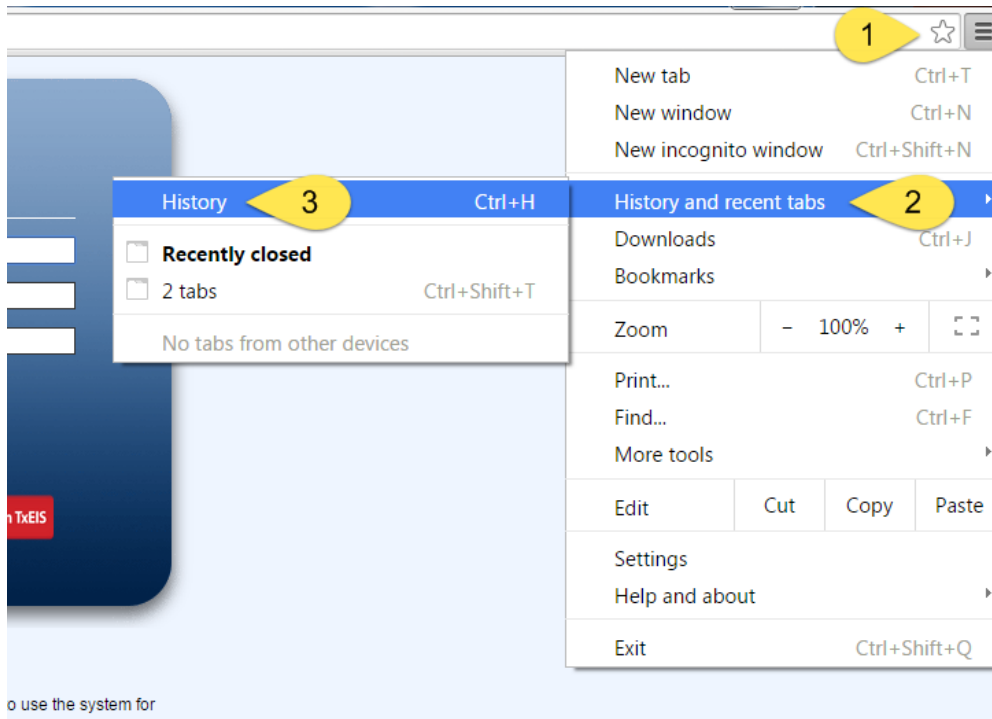 1
New tab Ctrl+T
New window Ctrl+N
New incognito window Ctrl+Shift+N
History and recent tabs 2
Downloads Ctrl+J
Bookmarks
Zoom - 100% +
Print... Ctrl+P
Find... Ctrl+F
More tools
Edit Cut Copy Paste
Settings
Help and about
Exit Ctrl+Shift+Q
History 3 Ctrl+H
Recently closed
2 tabs Ctrl+Shift+T
No tabs from other devices
n TxEIS
o use the system for